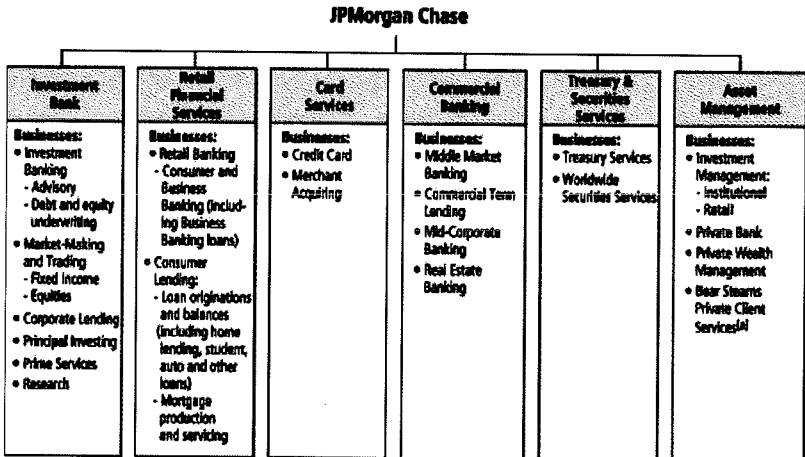 JPMorgan Chase
Investment
Bank
Businesses:
• Investment
Banking
- Advisory
- Debt and equity
underwriting
• Market-Making
and Trading
- Fixed income
- Equities
• Corporate Lending
• Principal Investing
• Prime Services
• Research
Retail
Financial
Services
Businesses:
• Retail Banking
- Consumer and
Business
Banking (includ-
ing Business
Banking loans)
• Consumer
Lending:
- Loan originations
and balances
(including home
lending, student,
auto and other
loans)
- Mortgage
production
and servicing
Card
Services
Businesses:
• Credit Card
• Merchant
Acquiring
Commercial
Banking
Businesses:
• Middle Market
Banking
• Commercial Term
Lending
• Mid-Corporate
Banking
• Real Estate
Banking
Treasury &
Securities
Services
Businesses:
• Treasury Services
• Worldwide
Securities Services
Asset
Management
Businesses:
• Investment
Management:
- Institutional
- Retail
• Private Bank
• Private Wealth
Management
• Bear Stearns
Private Client
Services(a)